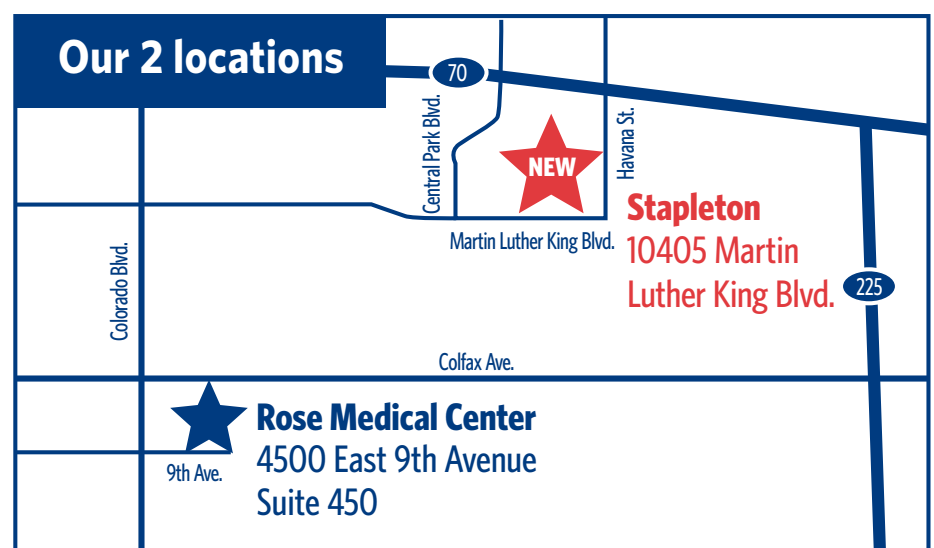 Our 2 locations
70
Central Park Blvd.
Havana St.
NEW
Stapleton
10405 Martin
Luther King Blvd.
Martin Luther King Blvd.
225
Colorado Blvd.
Colfax Ave.
Rose Medical Center
4500 East 9th Avenue
Suite 450
9th Ave.